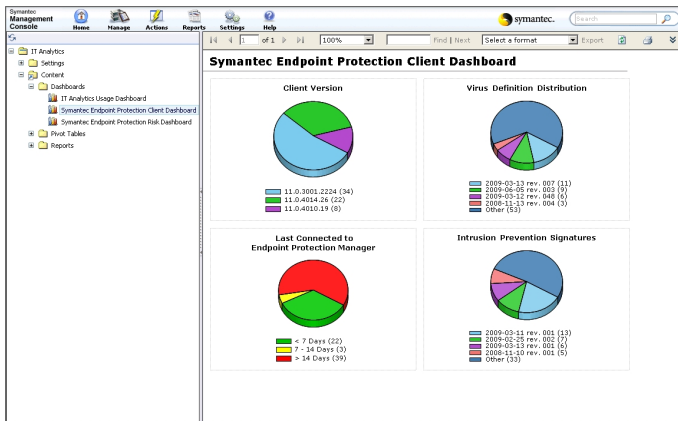 Symantec
Management
Console
Home
Manage
Actions
Reports
Settings
Help
symantec.
Search
1 of 1
100%
Find | Next
Select a format
Export
IT Analytics
Settings
Content
Dashboards
IT Analytics Usage Dashboard
Symantec Endpoint Protection Client Dashboard
Symantec Endpoint Protection Risk Dashboard
Pivot Tables
Reports
Symantec Endpoint Protection Client Dashboard
Client Version
11.0.3001.2224 (34)
11.0.4014.26 (22)
11.0.4010.19 (8)
Virus Definition Distribution
2009-03-13 rev. 007 (11)
2009-06-05 rev. 003 (9)
2009-03-12 rev. 048 (6)
2008-11-13 rev. 004 (3)
Other (53)
Last Connected to
Endpoint Protection Manager
< 7 Days (22)
7 - 14 Days (3)
> 14 Days (39)
Intrusion Prevention Signatures
2009-03-11 rev. 001 (13)
2009-02-25 rev. 002 (7)
2009-03-13 rev. 001 (6)
2008-11-10 rev. 001 (5)
Other (33)